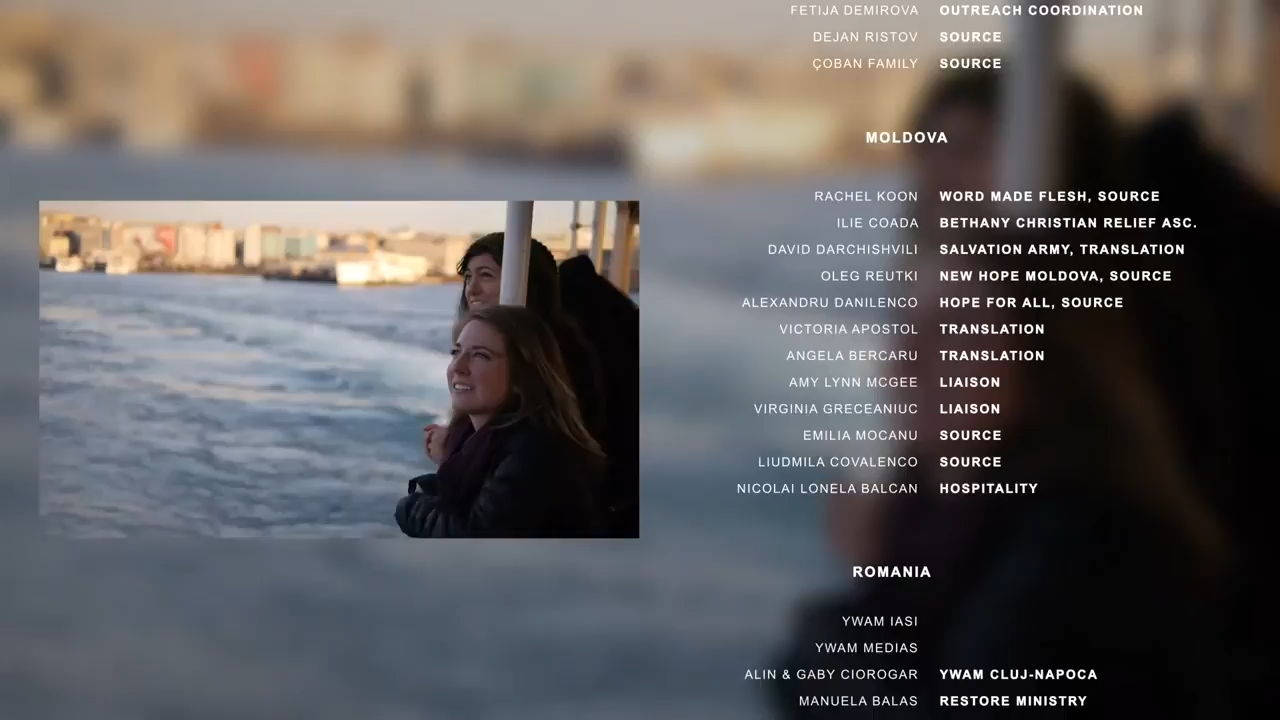 FETIJA DEMIROVA OUTREACH COORDINATION
DEJAN RISTOV SOURCE
ÇOBAN FAMILY SOURCE
MOLDOVA
RACHEL KOON WORD MADE FLESH, SOURCE
ILIE COADA BETHANY CHRISTIAN RELIEF ASC.
DAVID DARCHISHVILI SALVATION ARMY, TRANSLATION
OLEG REUTKI NEW HOPE MOLDOVA, SOURCE
ALEXANDRU DANILENCO HOPE FOR ALL, SOURCE
VICTORIA APOSTOL TRANSLATION
ANGELA BERCARU TRANSLATION
AMY LYNN MCGEE LIAISON
VIRGINIA GRECEANIUC LIAISON
EMILIA MOCANU SOURCE
LIUDMILA COVALENCO SOURCE
NICOLAI LONELA BALCAN HOSPITALITY
ROMANIA
YWAM IASI
YWAM MEDIAS
ALIN & GABY CIOROGAR YWAM CLUJ-NAPOCA
MANUELA BALAS RESTORE MINISTRY